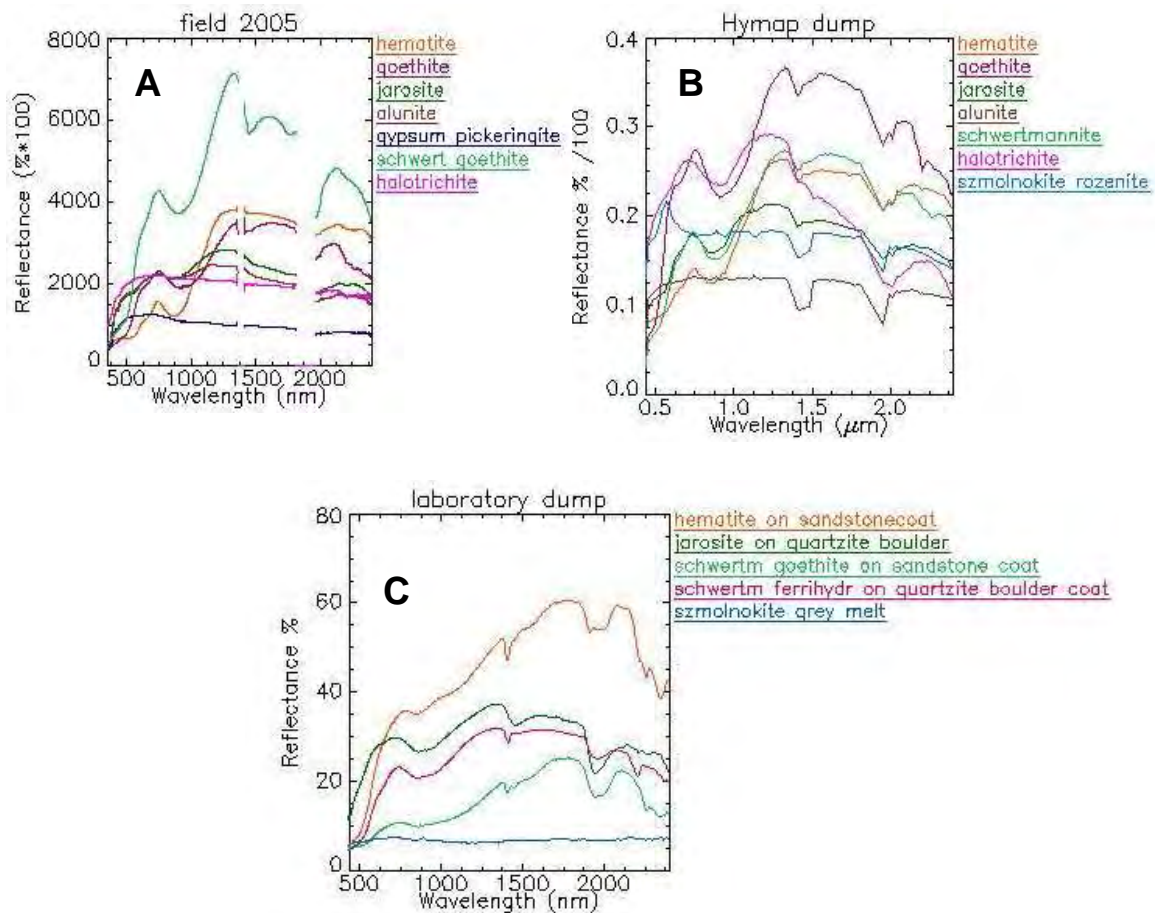 field 2005
A
8000
6000
4000
2000
0
Reflectance (%*100)
500 1000 1500 2000
Wavelength (nm)
hematite
goethite
jarosite
alunite
gypsum pickeringite
schwert goethite
halotrichite
Hymap dump
B
0.4
0.3
0.2
0.1
0.0
Reflectance % /100
0.5 1.0 1.5 2.0
Wavelength (μm)
hematite
goethite
jarosite
alunite
schwertmannite
halotrichite
szmolnokite rozenite
laboratory dump
C
80
60
40
20
0
Reflectance %
500 1000 1500 2000
Wavelength (nm)
hematite on sandstonecoat
jarosite on quartzite boulder
schwertm goethite on sandstone coat
schwertm ferrihydr on quartzite boulder coat
szmolnokite grey melt